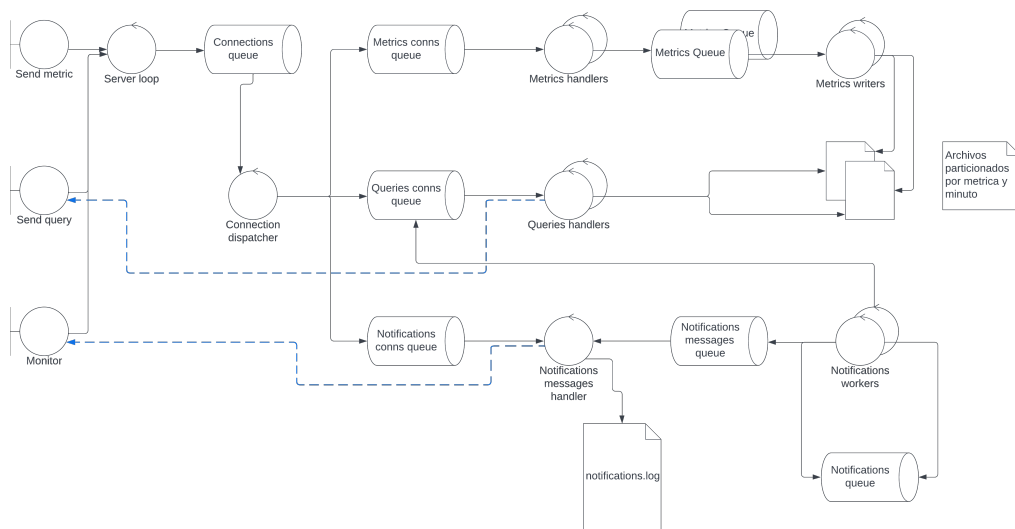 Connections
queue
Metrics conns
queue
Metrics Queue
Queue
Send metric
Server loop
Metrics handlers
Metrics writers
Archivos
particionados
por metrica y
minuto
Queries conns
queue
Send query
Connection
dispatcher
Queries handlers
Notifications
conns queue
Notifications
messages
queue
Monitor
Notifications
messages
handler
Notifications
workers
notifications.log
Notifications
queue